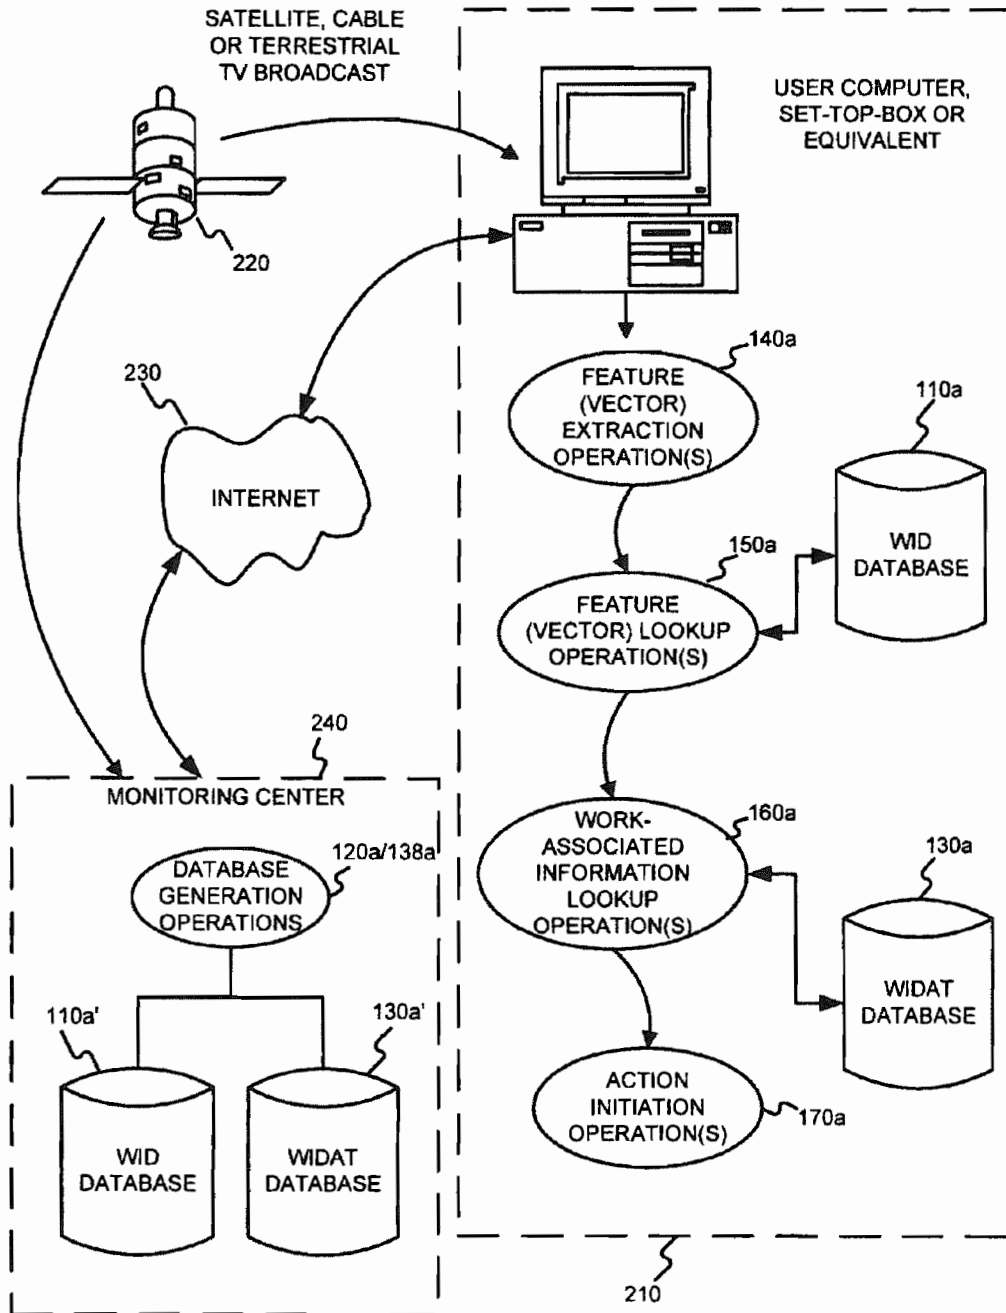 SATELLITE, CABLE
OR TERRESTRIAL
TV BROADCAST
220
USER COMPUTER,
SET-TOP-BOX OR
EQUIVALENT
230
INTERNET
140a
FEATURE
(VECTOR)
EXTRACTION
OPERATION(S)
110a
WID
DATABASE
150a
FEATURE
(VECTOR) LOOKUP
OPERATION(S)
160a
WORK-
ASSOCIATED
INFORMATION
LOOKUP
OPERATION(S)
130a
WIDAT
DATABASE
ACTION
INITIATION
OPERATION(S)
170a
210
240
MONITORING CENTER
120a/138a
DATABASE
GENERATION
OPERATIONS
110a'
WID
DATABASE
130a'
WIDAT
DATABASE